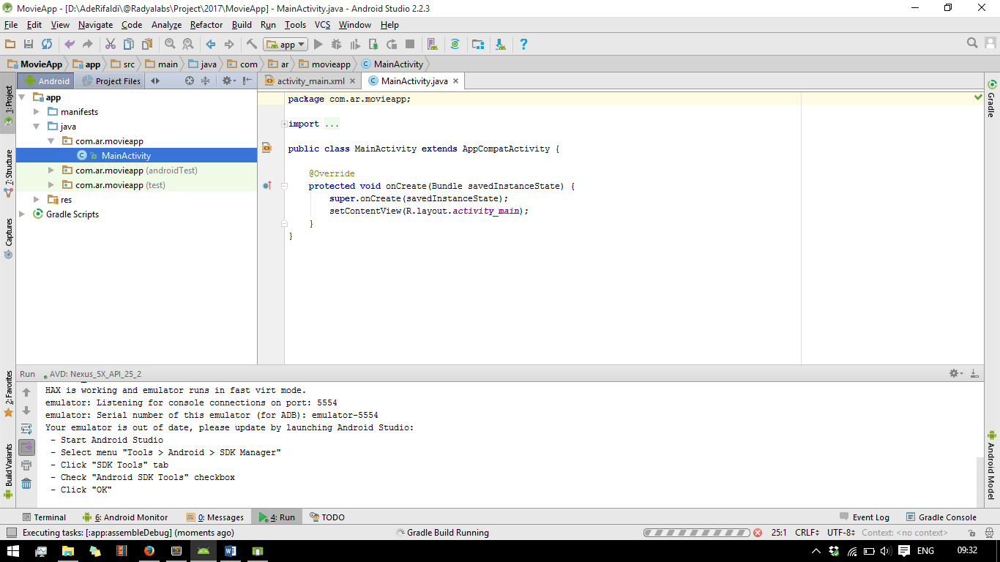 MovieApp - [D:\AdeRifaldi\@Radyalabs\Project\2017\MovieApp] - MainActivity.java - Android Studio 2.2.3
File Edit View Navigate Code Analyze Refactor Build Run Tools VCS Window Help
app
MovieApp app src main java com ar movieapp MainActivity
Android Project Files
activity_main.xml MainActivity.java
1: Project
7: Structure
Captures
2: Favorites
Build Variants
app
manifests
java
com.ar.movieapp
MainActivity
com.ar.movieapp (androidTest)
com.ar.movieapp (test)
res
Gradle Scripts
package com.ar.movieapp;
import ...
public class MainActivity extends AppCompatActivity {
@Override
protected void onCreate(Bundle savedInstanceState) {
super.onCreate(savedInstanceState);
setContentView(R.layout.activity_main);
}
}
Gradle
Android Model
Run AVD: Nexus_5X_API_25_2
HAX is working and emulator runs in fast virt mode.
emulator: Listening for console connections on port: 5554
emulator: Serial number of this emulator (for ADB): emulator-5554
Your emulator is out of date, please update by launching Android Studio:
- Start Android Studio
- Select menu "Tools > Android > SDK Manager"
- Click "SDK Tools" tab
- Check "Android SDK Tools" checkbox
- Click "OK"
Terminal 6: Android Monitor 0: Messages 4: Run TODO Event Log Gradle Console
Executing tasks: [:app:assembleDebug] (moments ago) Gradle Build Running 25:1 CRLF UTF-8 Context: <no context>
ENG 09:32